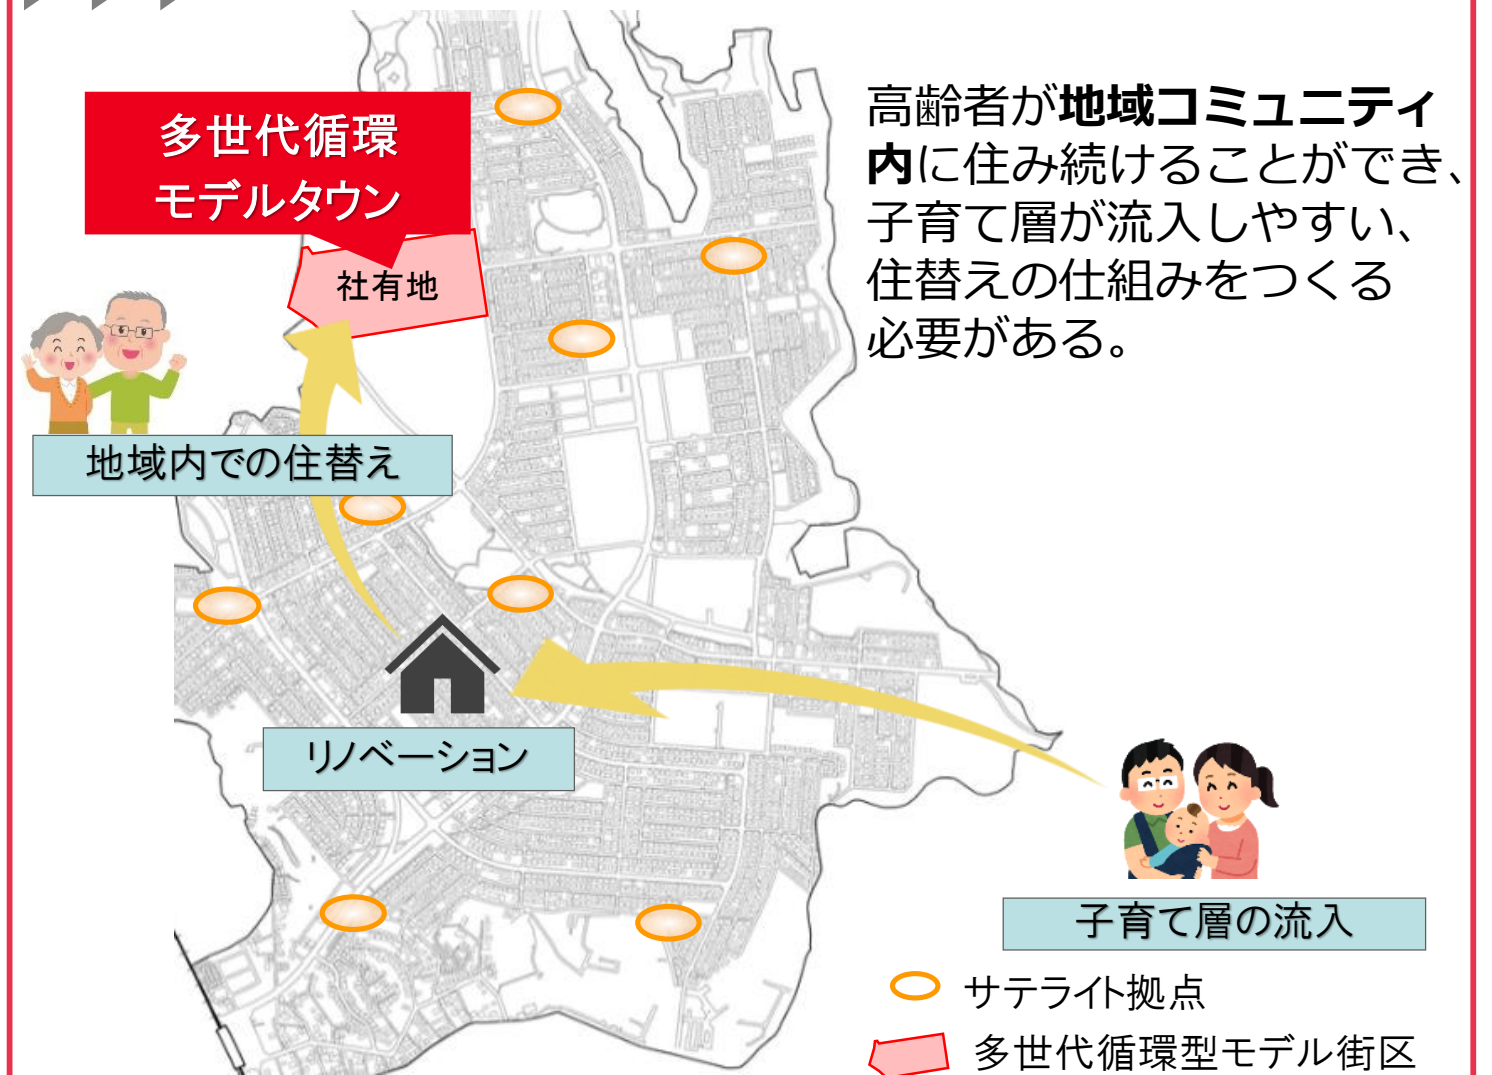 多世代循環
モデルタウン
社有地
高齢者が地域コミュニティ
内に住み続けることができ、
子育て層が流入しやすい、
住替えの仕組みをつくる
必要がある。
地域内での住替え
リノベーション
子育て層の流入
サテライト拠点
多世代循環型モデル街区